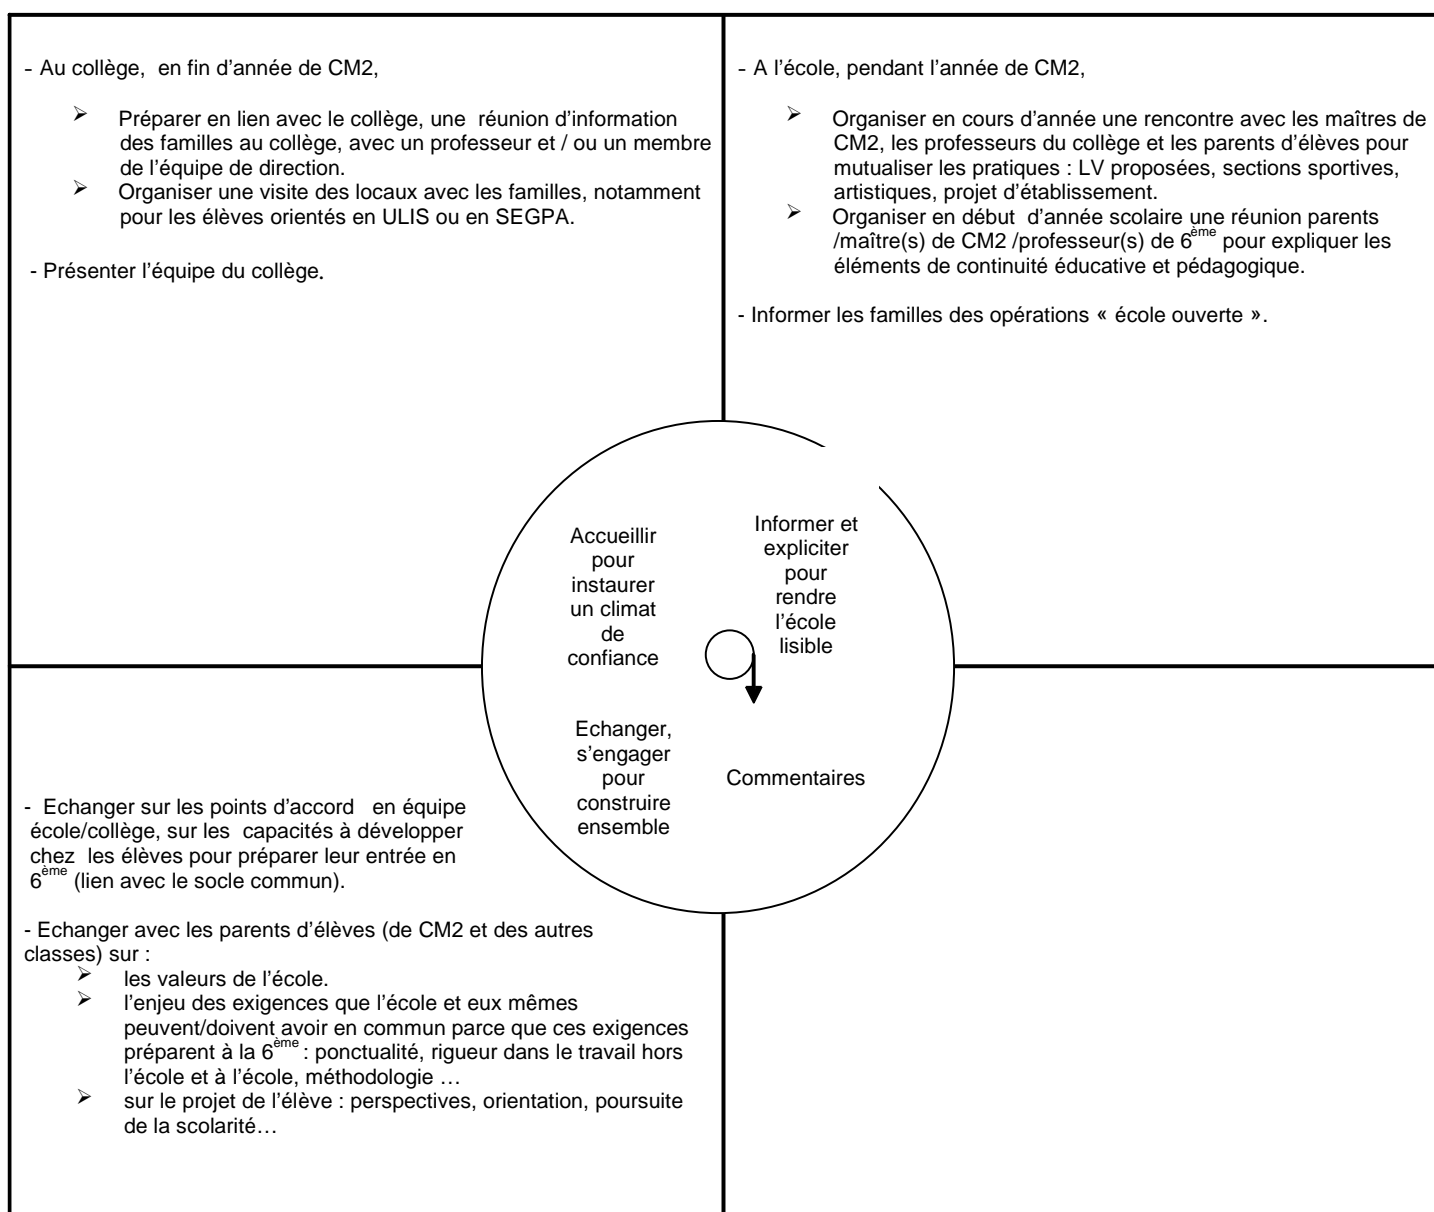 - Au collège, en fin d'année de CM2,
➢ Préparer en lien avec le collège, une réunion d'information
des familles au collège, avec un professeur et / ou un membre
de l'équipe de direction.
➢ Organiser une visite des locaux avec les familles, notamment
pour les élèves orientés en ULIS ou en SEGPA.
- Présenter l'équipe du collège.
- A l'école, pendant l'année de CM2,
➢ Organiser en cours d'année une rencontre avec les maîtres de
CM2, les professeurs du collège et les parents d'élèves pour
mutualiser les pratiques : LV proposées, sections sportives,
artistiques, projet d'établissement.
➢ Organiser en début d'année scolaire une réunion parents
/maître(s) de CM2 /professeur(s) de 6ème pour expliquer les
éléments de continuité éducative et pédagogique.
- Informer les familles des opérations « école ouverte ».
Accueillir
pour
instaurer
un climat
de
confiance
Informer et
expliciter
pour
rendre
l'école
lisible
Echanger,
s'engager
pour
construire
ensemble
Commentaires
- Echanger sur les points d'accord en équipe
école/collège, sur les capacités à développer
chez les élèves pour préparer leur entrée en
6ème (lien avec le socle commun).
- Echanger avec les parents d'élèves (de CM2 et des autres
classes) sur :
➢ les valeurs de l'école.
➢ l'enjeu des exigences que l'école et eux mêmes
peuvent/doivent avoir en commun parce que ces exigences
préparent à la 6ème : ponctualité, rigueur dans le travail hors
l'école et à l'école, méthodologie …
➢ sur le projet de l'élève : perspectives, orientation, poursuite
de la scolarité…